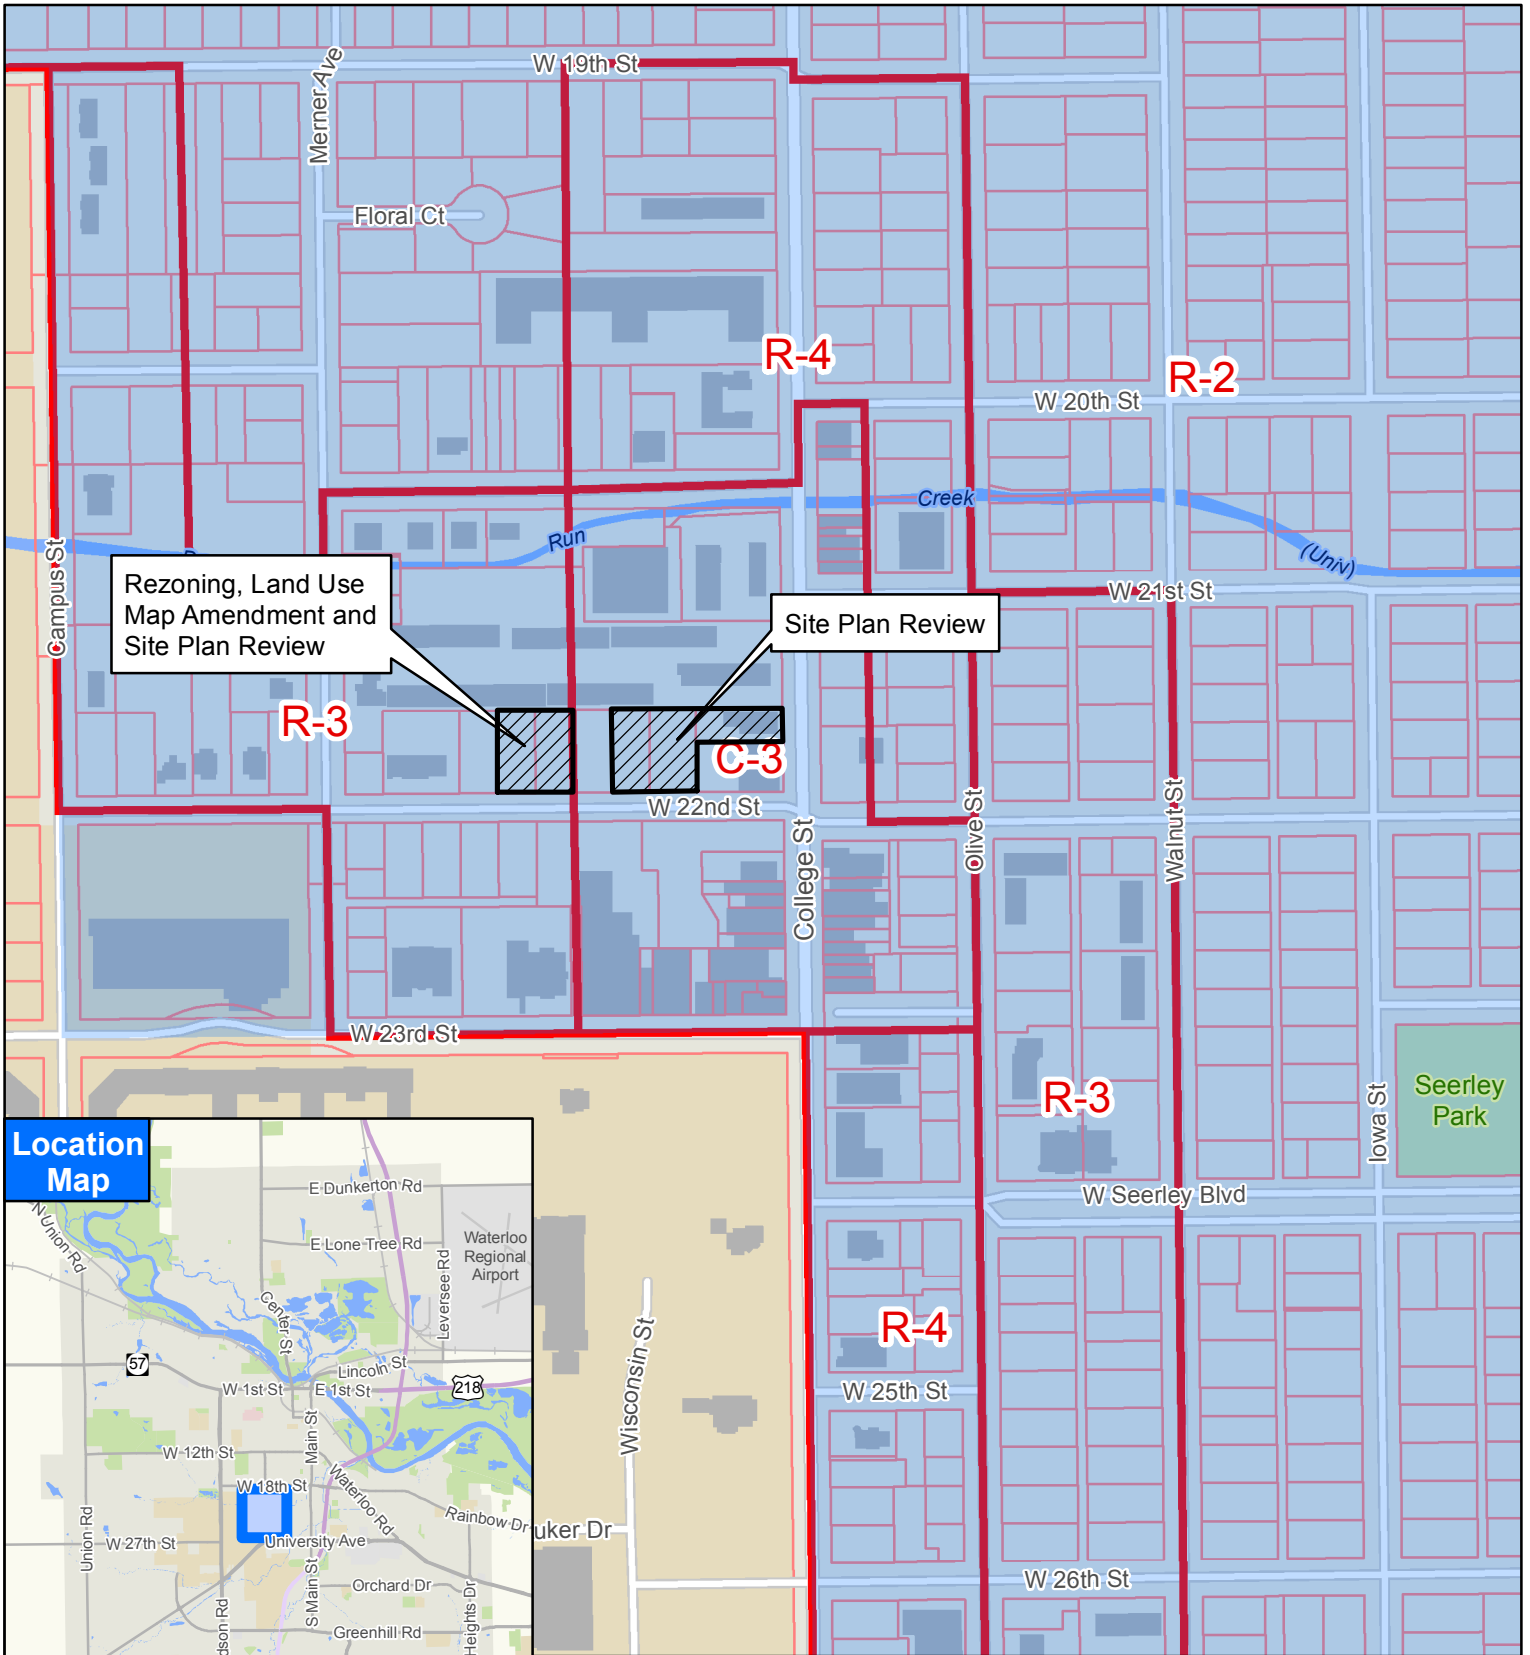 W 19th St
Merner Ave
Floral Ct
R-4
R-2
W 20th St
Creek
Run
(Univ)
Campus St
W 21st St
Rezoning, Land Use
Map Amendment and
Site Plan Review
Site Plan Review
R-3
C-3
W 22nd St
College St
Olive St
Walnut St
W 23rd St
R-3
Iowa St
Seerley
Park
W Seerley Blvd
R-4
W 25th St
Wisconsin St
uker Dr
W 26th St
Location
Map
N Union Rd
E Dunkerton Rd
E Lone Tree Rd
Waterloo
Regional
Airport
Leversee Rd
Center St
57
Lincoln St
W 1st St
E 1st St
218
Main St
W 12th St
W 18th St
Waterloo Rd
Rainbow Dr
Union Rd
W 27th St
University Ave
S Main St
Orchard Dr
dson Rd
Greenhill Rd
Heights Dr